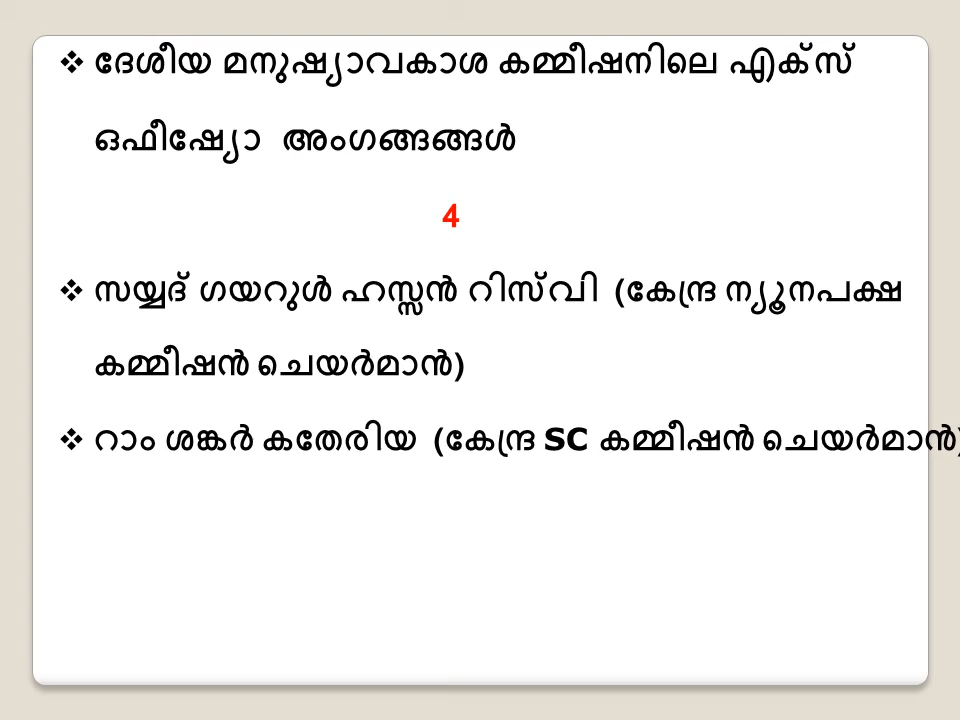 ❖ ദേശീയ മനുഷ്യാവകാശ കമ്മീഷനിലെ എക്സ്
ഒഫീഷ്യോ അംഗങ്ങങ്ങൾ
4
❖ സയ്യദ് ഗയറുൾ ഹസ്സൻ റിസ്‌വി (കേന്ദ്ര ന്യൂനപക്ഷ
കമ്മീഷൻ ചെയർമാൻ)
❖ റാം ശങ്കർ കതേരിയ (കേന്ദ്ര SC കമ്മീഷൻ ചെയർമാൻ)